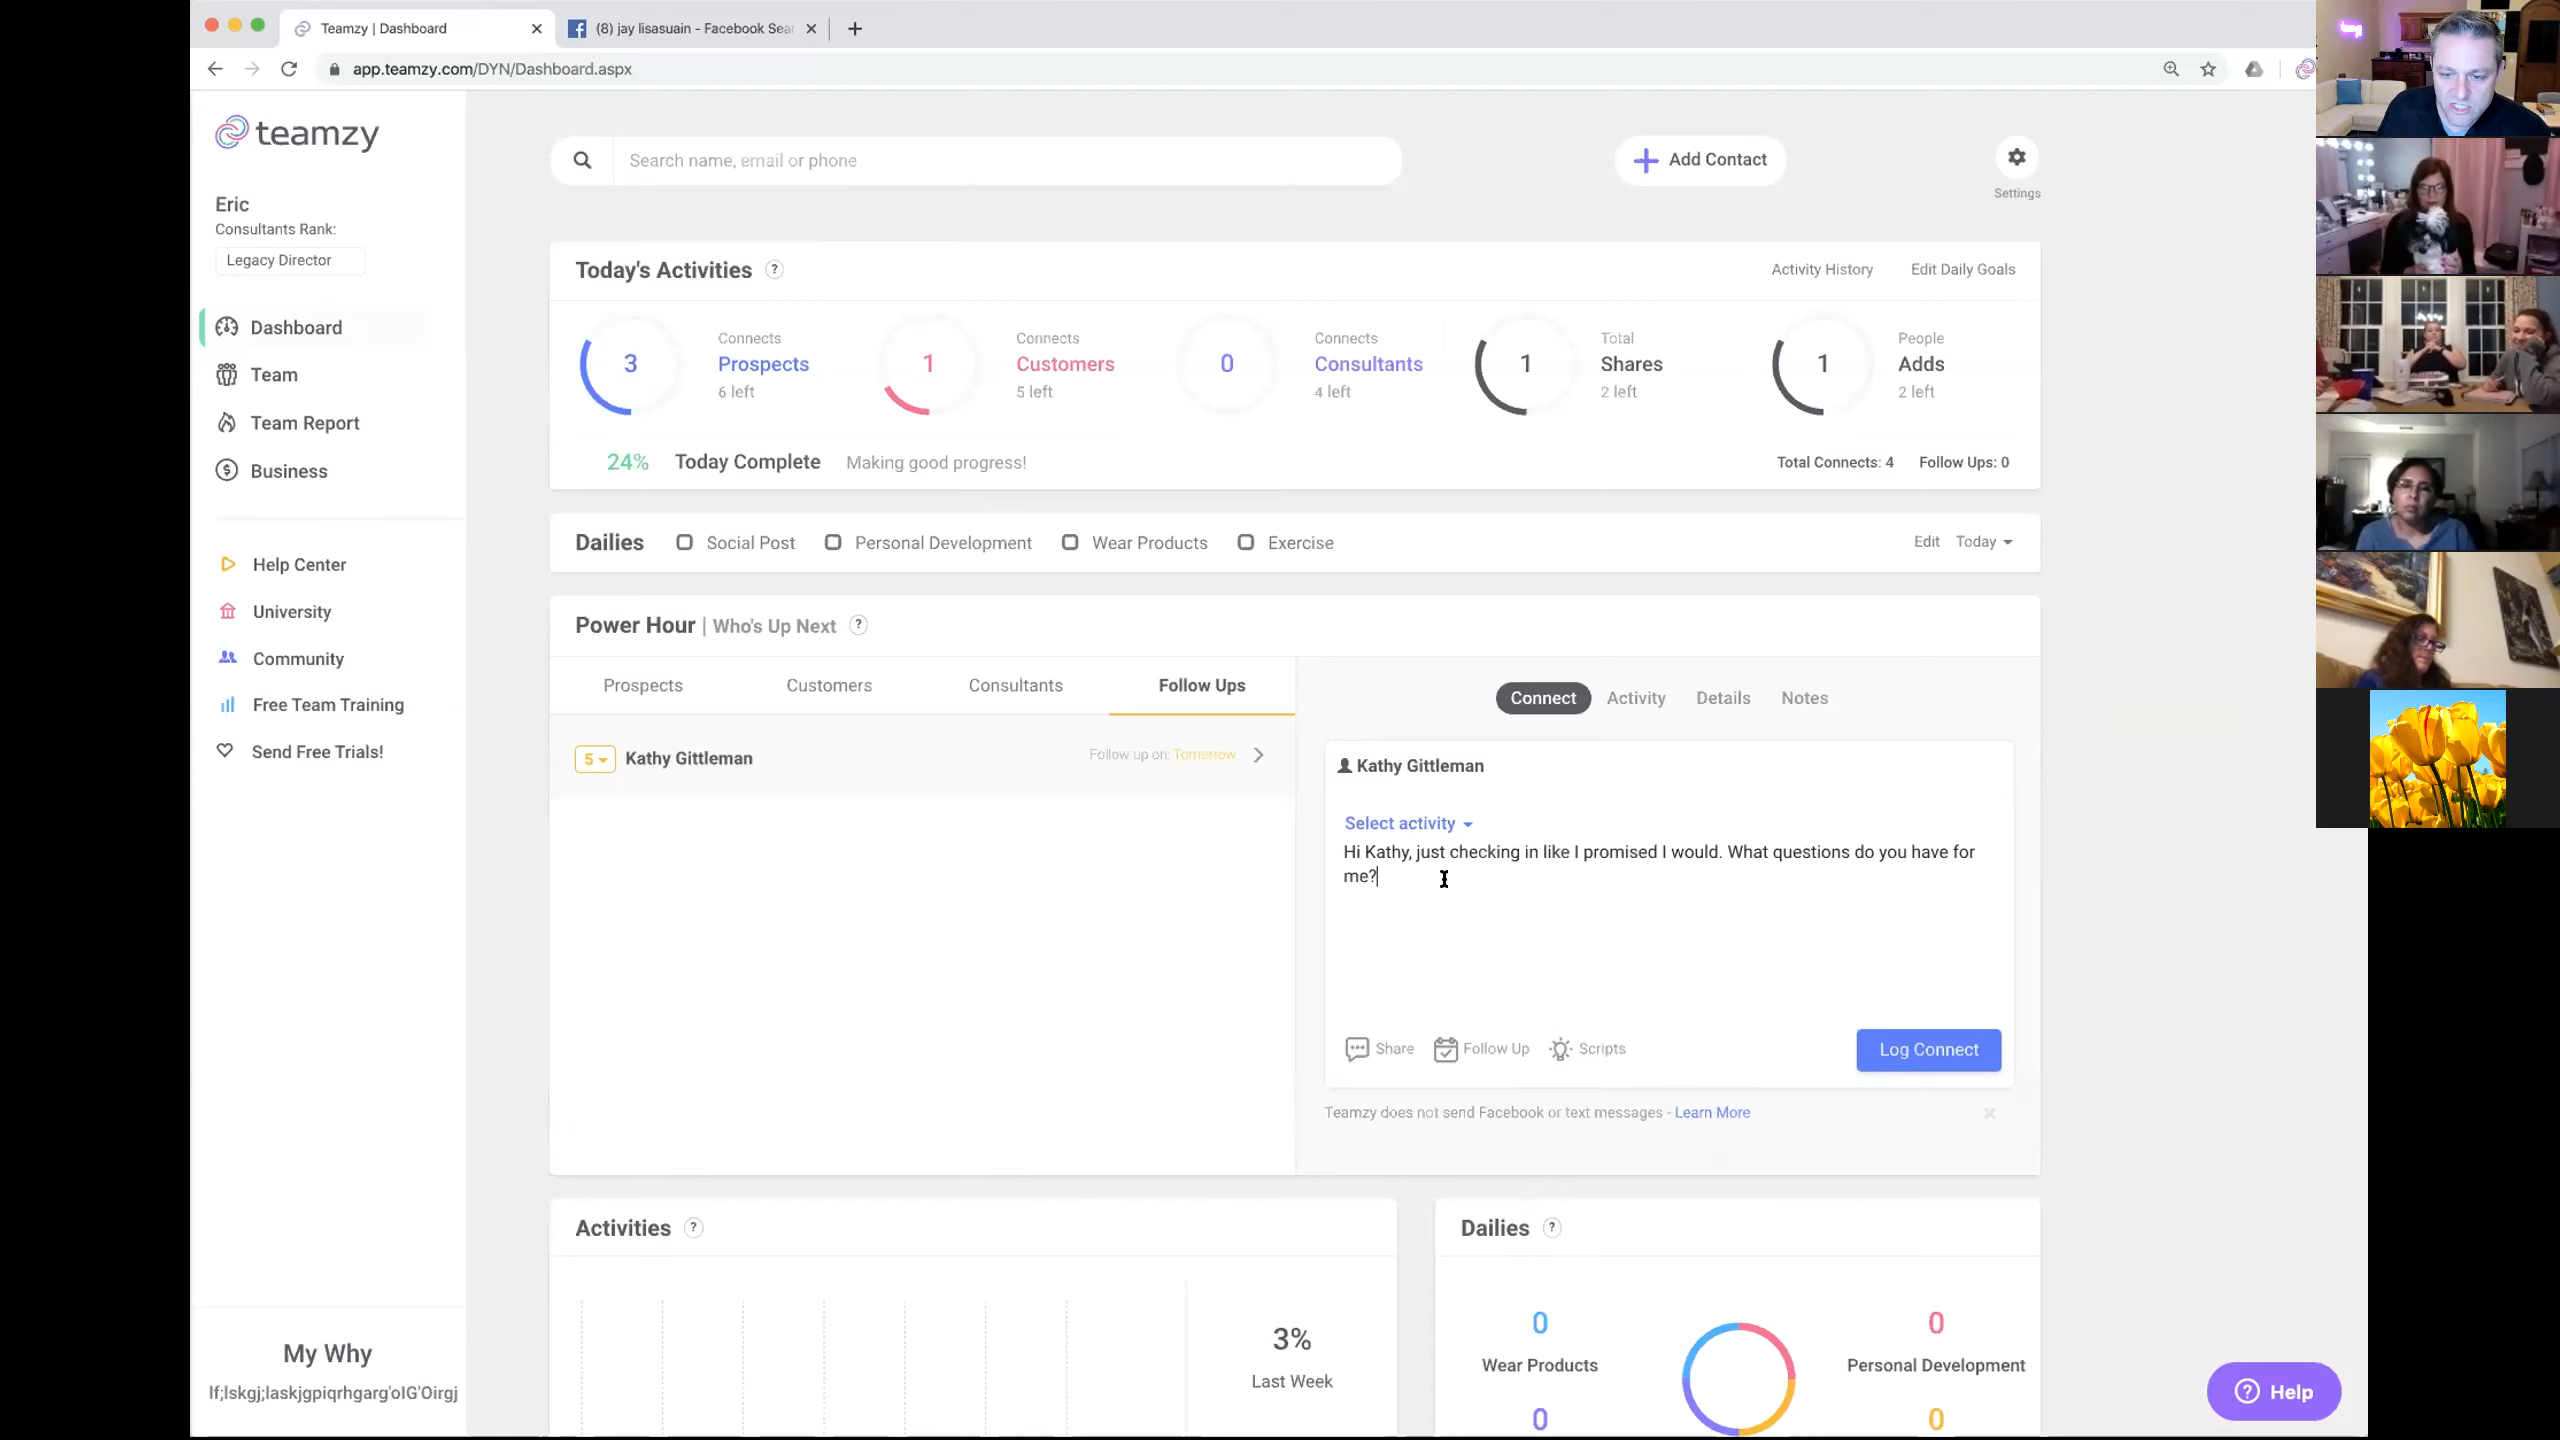 Teamzy | Dashboard
(8) jay lisasuain - Facebook Sear
app.teamzy.com/DYN/Dashboard.aspx
teamzy
Eric
Consultants Rank:
Legacy Director
Dashboard
Team
Team Report
Business
Help Center
University
Community
Free Team Training
Send Free Trials!
My Why
lf;lskgj;laskjgpiqrhgarg'oIG'Oirgj
Search name, email or phone
Add Contact
Settings
Today's Activities ?
Activity History Edit Daily Goals
3 Connects Prospects 6 left
1 Connects Customers 5 left
0 Connects Consultants 4 left
1 Total Shares 2 left
1 People Adds 2 left
24% Today Complete Making good progress!
Total Connects: 4 Follow Ups: 0
Dailies Social Post Personal Development Wear Products Exercise Edit Today
Power Hour | Who's Up Next ?
Prospects Customers Consultants Follow Ups
5 Kathy Gittleman Follow up on: Tomorrow
Connect Activity Details Notes
Kathy Gittleman
Select activity
Hi Kathy, just checking in like I promised I would. What questions do you have for
me?
Share Follow Up Scripts Log Connect
Teamzy does not send Facebook or text messages - Learn More
Activities ?
3%
Last Week
Dailies ?
0 0
Wear Products Personal Development
0 0
? Help